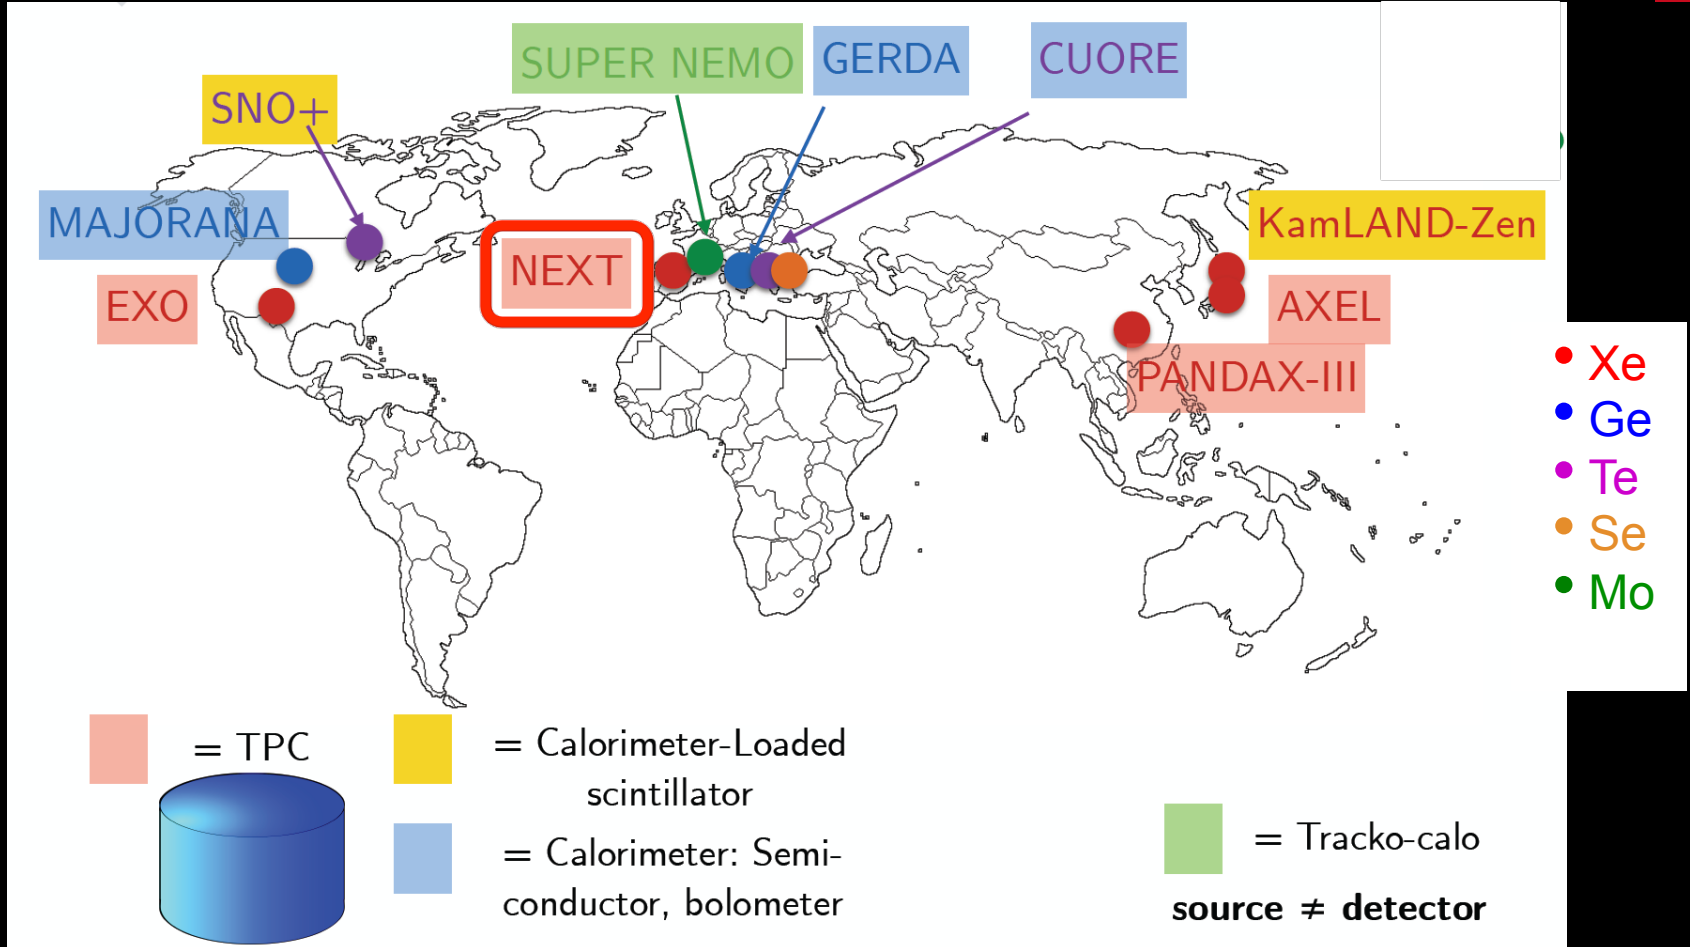 SUPER NEMO
GERDA
CUORE
SNO+
MAJORANA
KamLAND-Zen
NEXT
EXO
AXEL
PANDAX-III
• Xe
• Ge
• Te
• Se
• Mo
= TPC
= Calorimeter-Loaded
scintillator
= Calorimeter: Semi-
conductor, bolometer
= Tracko-calo
source ≠ detector